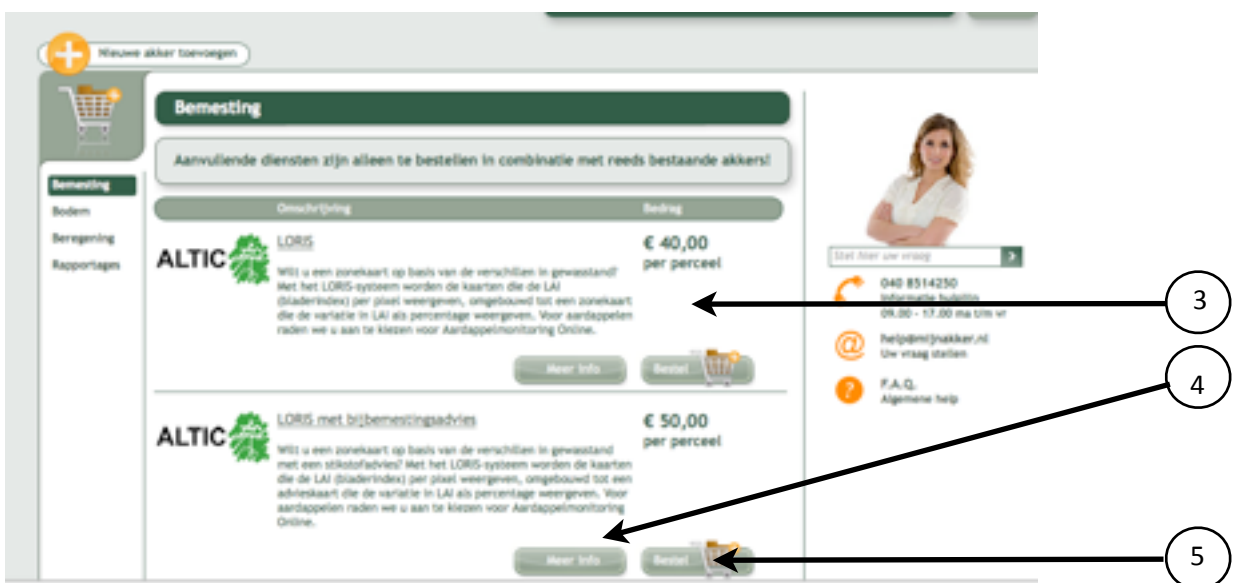 Nieuwe akker toevoegen
Bemesting
Aanvullende diensten zijn alleen te bestellen in combinatie met reeds bestaande akkers!
Bemesting
Bodem
Beregening
Rapportages
Omschrijving Bedrag
ALTIC
LORIS
€ 40,00
per perceel
Wilt u een zonekaart op basis van de verschillen in gewasstand?
Met het LORIS-systeem worden de kaarten die de LAI
(bladerindex) per pixel weergeven, omgebouwd tot een zonekaart
die de variatie in LAI als percentage weergeven. Voor aardappelen
raden we u aan te kiezen voor Aardappelmonitoring Online.
Meer info
Bestel
ALTIC
LORIS met bijbemestingsadvies
€ 50,00
per perceel
Wilt u een zonekaart op basis van de verschillen in gewasstand
met een stikstofadvies? Met het LORIS-systeem worden de kaarten
die de LAI (bladerindex) per pixel weergeven, omgebouwd tot een
advieskaart die de variatie in LAI als percentage weergeven. Voor
aardappelen raden we u aan te kiezen voor Aardappelmonitoring
Online.
Meer info
Bestel
Stel hier uw vraag
040 8514250
Informatie hulplijn
09.00 - 17.00 ma t/m vr
@
help@mijnakker.nl
Uw vraag stellen
?
F.A.Q.
Algemene help
3
4
5